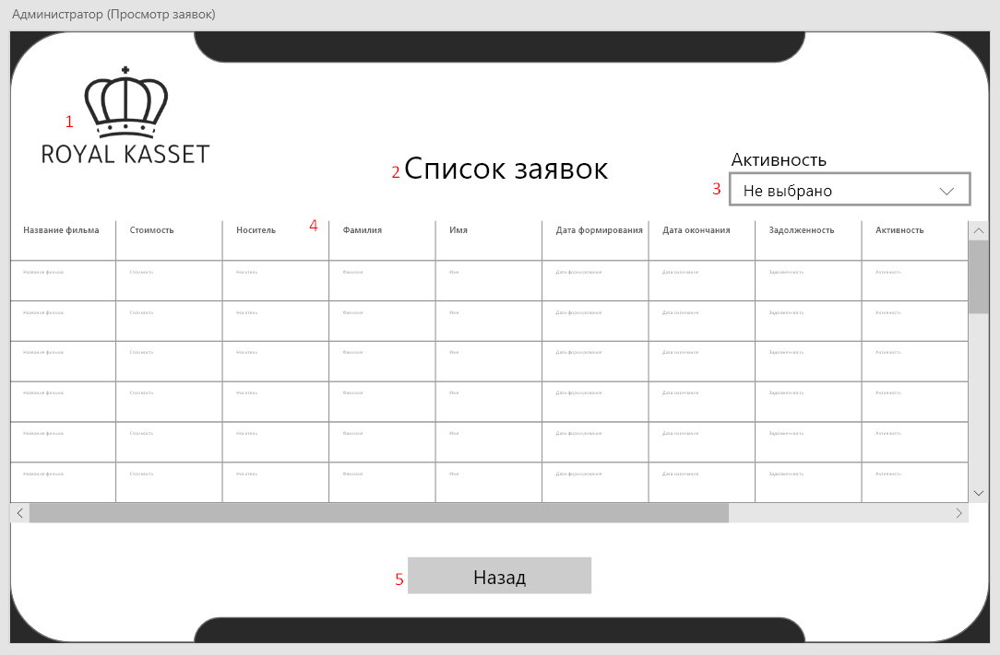 Администратор (Просмотр заявок)
1
ROYAL KASSET
2 Список заявок
Активность
3 Не выбрано
4
Название фильма Стоимость Носитель Фамилия Имя Дата формирования Дата окончания Задолженность Активность
Название фильма Стоимость Носитель Фамилия Имя Дата формирования Дата окончания Задолженность Активность
Название фильма Стоимость Носитель Фамилия Имя Дата формирования Дата окончания Задолженность Активность
Название фильма Стоимость Носитель Фамилия Имя Дата формирования Дата окончания Задолженность Активность
Название фильма Стоимость Носитель Фамилия Имя Дата формирования Дата окончания Задолженность Активность
Название фильма Стоимость Носитель Фамилия Имя Дата формирования Дата окончания Задолженность Активность
Название фильма Стоимость Носитель Фамилия Имя Дата формирования Дата окончания Задолженность Активность
5 Назад